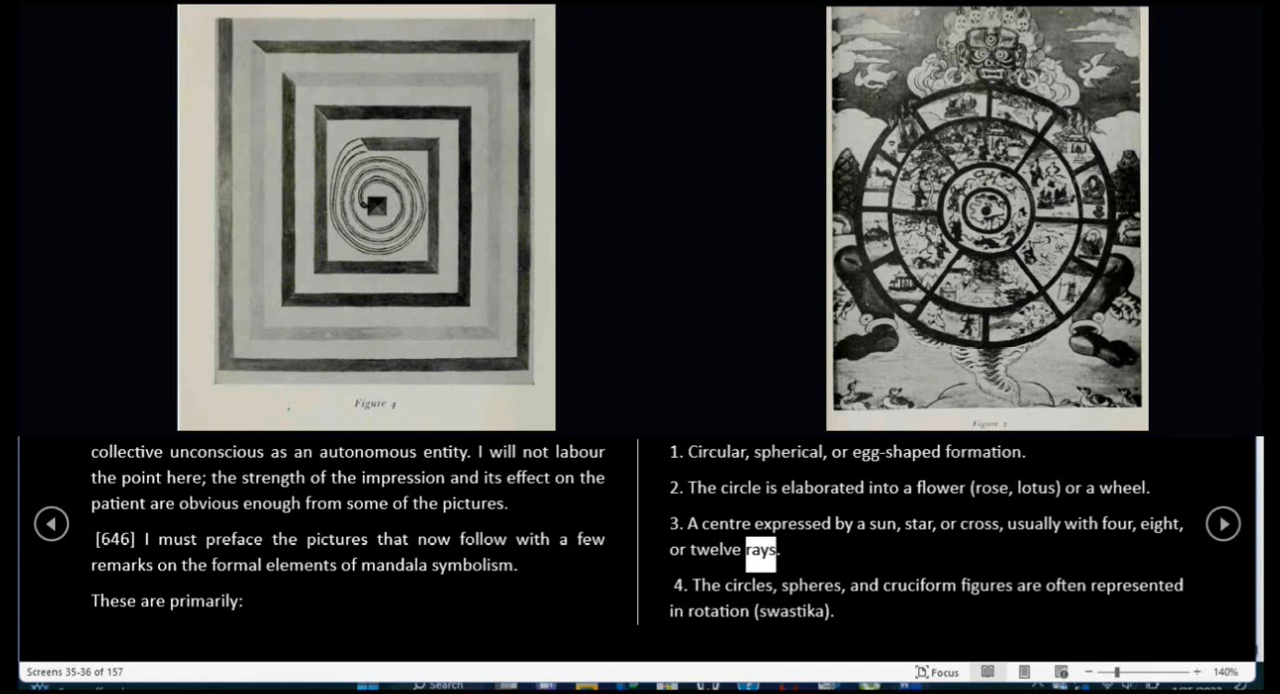 Figure 4
collective unconscious as an autonomous entity. I will not labour
the point here; the strength of the impression and its effect on the
patient are obvious enough from some of the pictures.
[646] I must preface the pictures that now follow with a few
remarks on the formal elements of mandala symbolism.
These are primarily:
1. Circular, spherical, or egg-shaped formation.
2. The circle is elaborated into a flower (rose, lotus) or a wheel.
3. A centre expressed by a sun, star, or cross, usually with four, eight,
or twelve rays.
4. The circles, spheres, and cruciform figures are often represented
in rotation (swastika).
Screens 35-36 of 157
Focus
140%
Search